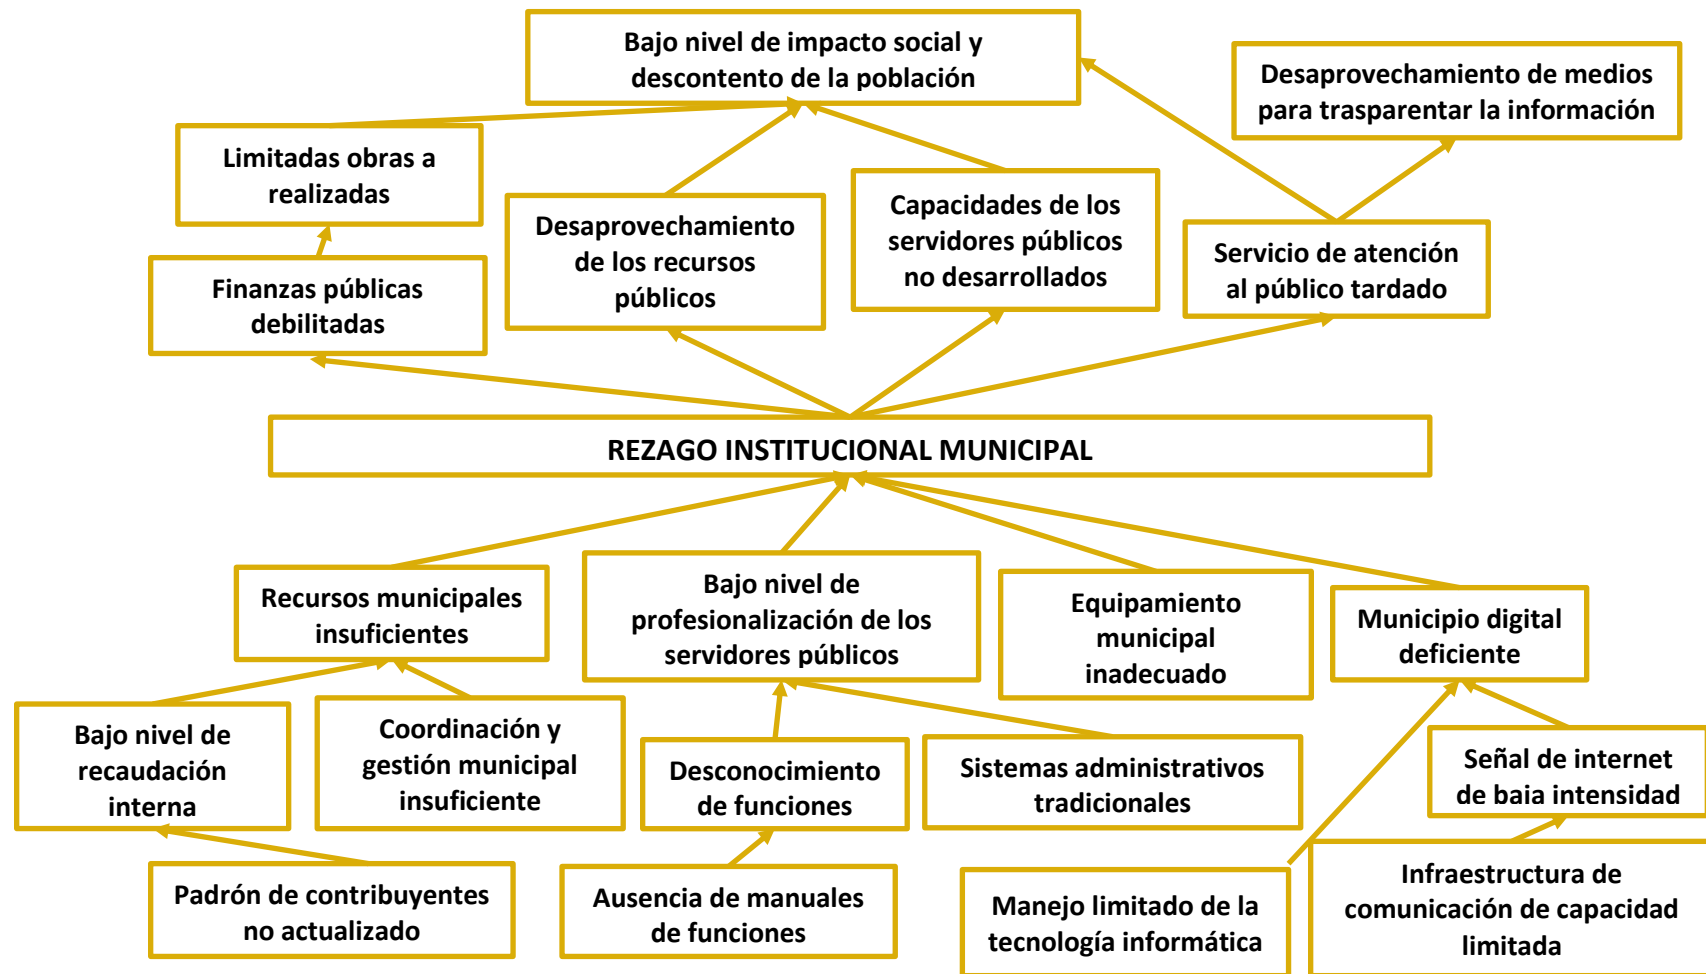 Bajo nivel de impacto social y
descontento de la población
Desaprovechamiento de medios
para trasparentar la información
Limitadas obras a
realizadas
Desaprovechamiento
de los recursos
públicos
Capacidades de los
servidores públicos
no desarrollados
Servicio de atención
al público tardado
Finanzas públicas
debilitadas
REZAGO INSTITUCIONAL MUNICIPAL
Recursos municipales
insuficientes
Bajo nivel de
profesionalización de los
servidores públicos
Equipamiento
municipal
inadecuado
Municipio digital
deficiente
Bajo nivel de
recaudación
interna
Coordinación y
gestión municipal
insuficiente
Desconocimiento
de funciones
Sistemas administrativos
tradicionales
Señal de internet
de baja intensidad
Padrón de contribuyentes
no actualizado
Ausencia de manuales
de funciones
Manejo limitado de la
tecnología informática
Infraestructura de
comunicación de capacidad
limitada